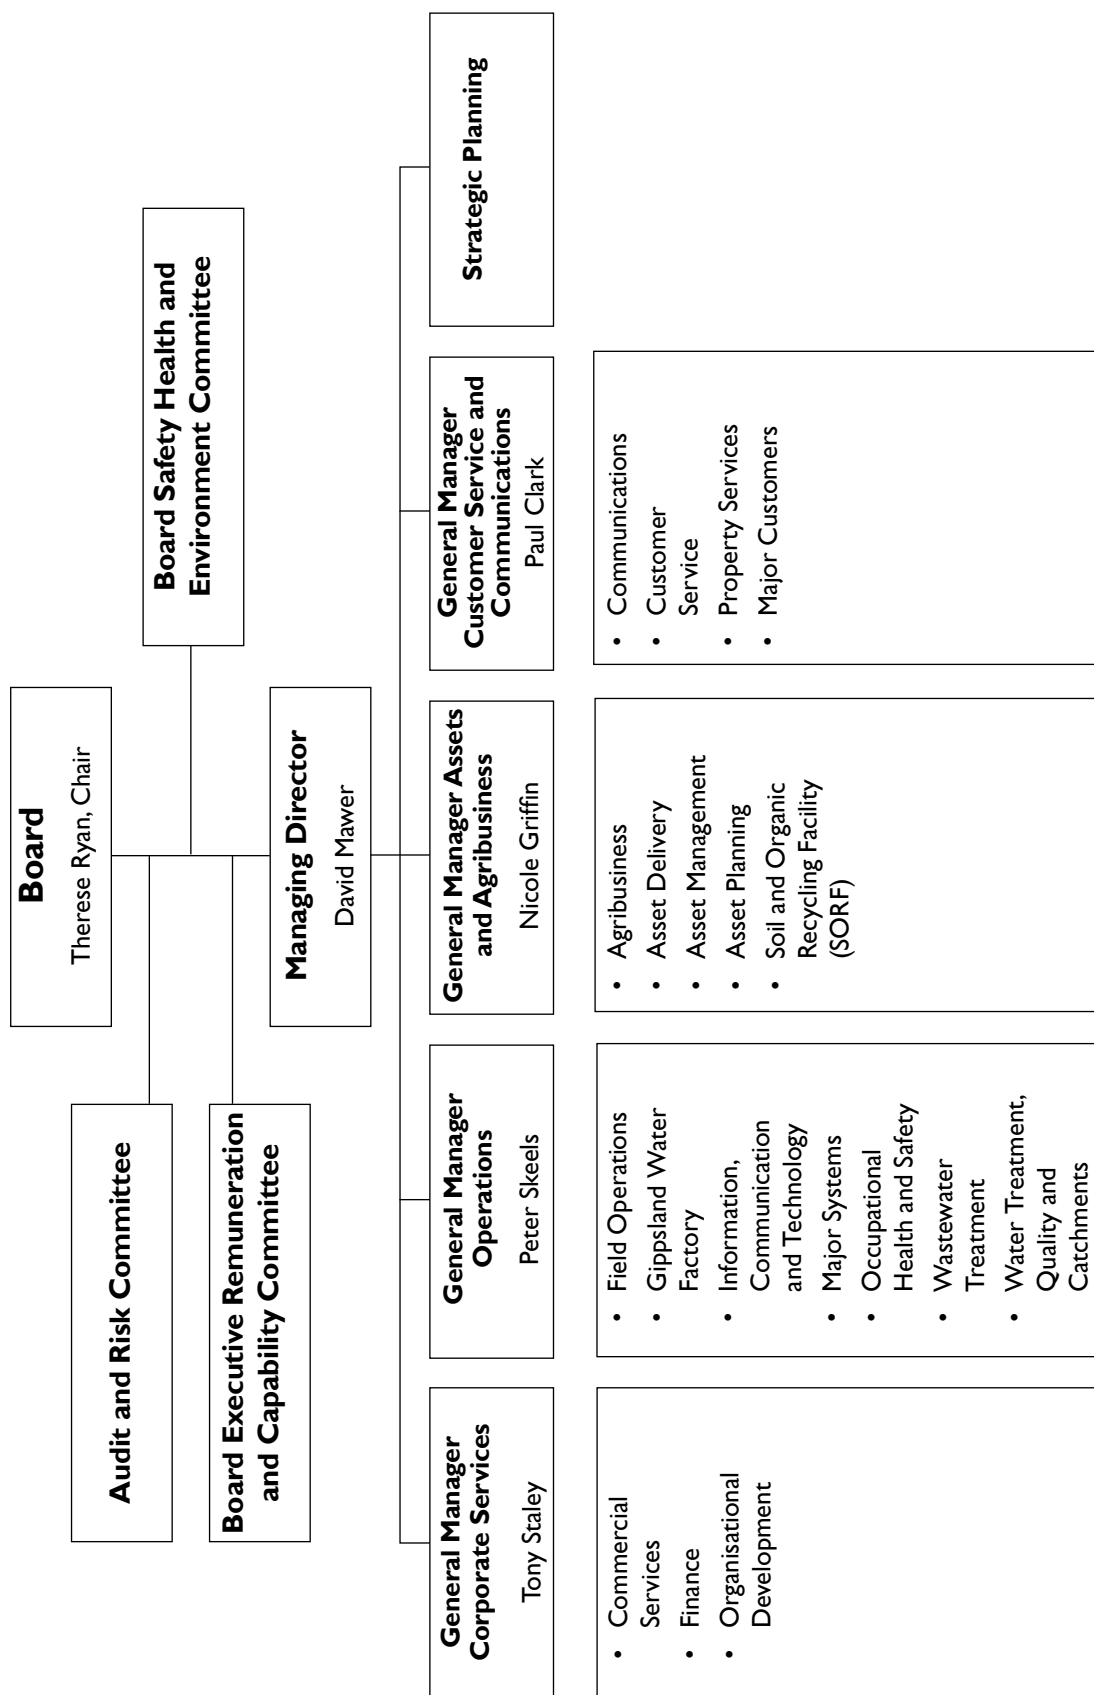 Board
Therese Ryan, Chair
Audit and Risk Committee
Board Executive Remuneration
and Capability Committee
Board Safety Health and
Environment Committee
Managing Director
David Mawer
General Manager
Corporate Services
Tony Staley
• Commercial
Services
• Finance
• Organisational
Development
General Manager
Operations
Peter Skeels
• Field Operations
• Gippsland Water
Factory
• Information,
Communication
and Technology
• Major Systems
• Occupational
Health and Safety
• Wastewater
Treatment
• Water Treatment,
Quality and
Catchments
General Manager Assets
and Agribusiness
Nicole Griffin
• Agribusiness
• Asset Delivery
• Asset Management
• Asset Planning
• Soil and Organic
Recycling Facility
(SORF)
General Manager
Customer Service and
Communications
Paul Clark
• Communications
• Customer
Service
• Property Services
• Major Customers
Strategic Planning